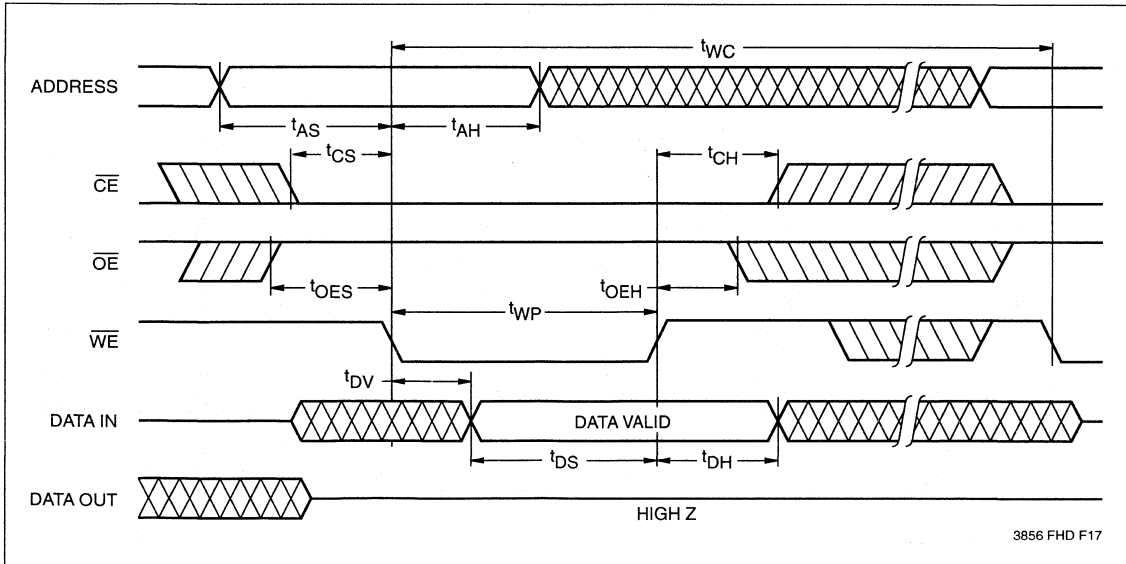 tWC
ADDRESS
tAS
tAH
tCS
tCH
CE
OE
tOES
tOEH
tWP
WE
tDV
DATA IN
DATA VALID
tDS
tDH
DATA OUT
HIGH Z
3856 FHD F17